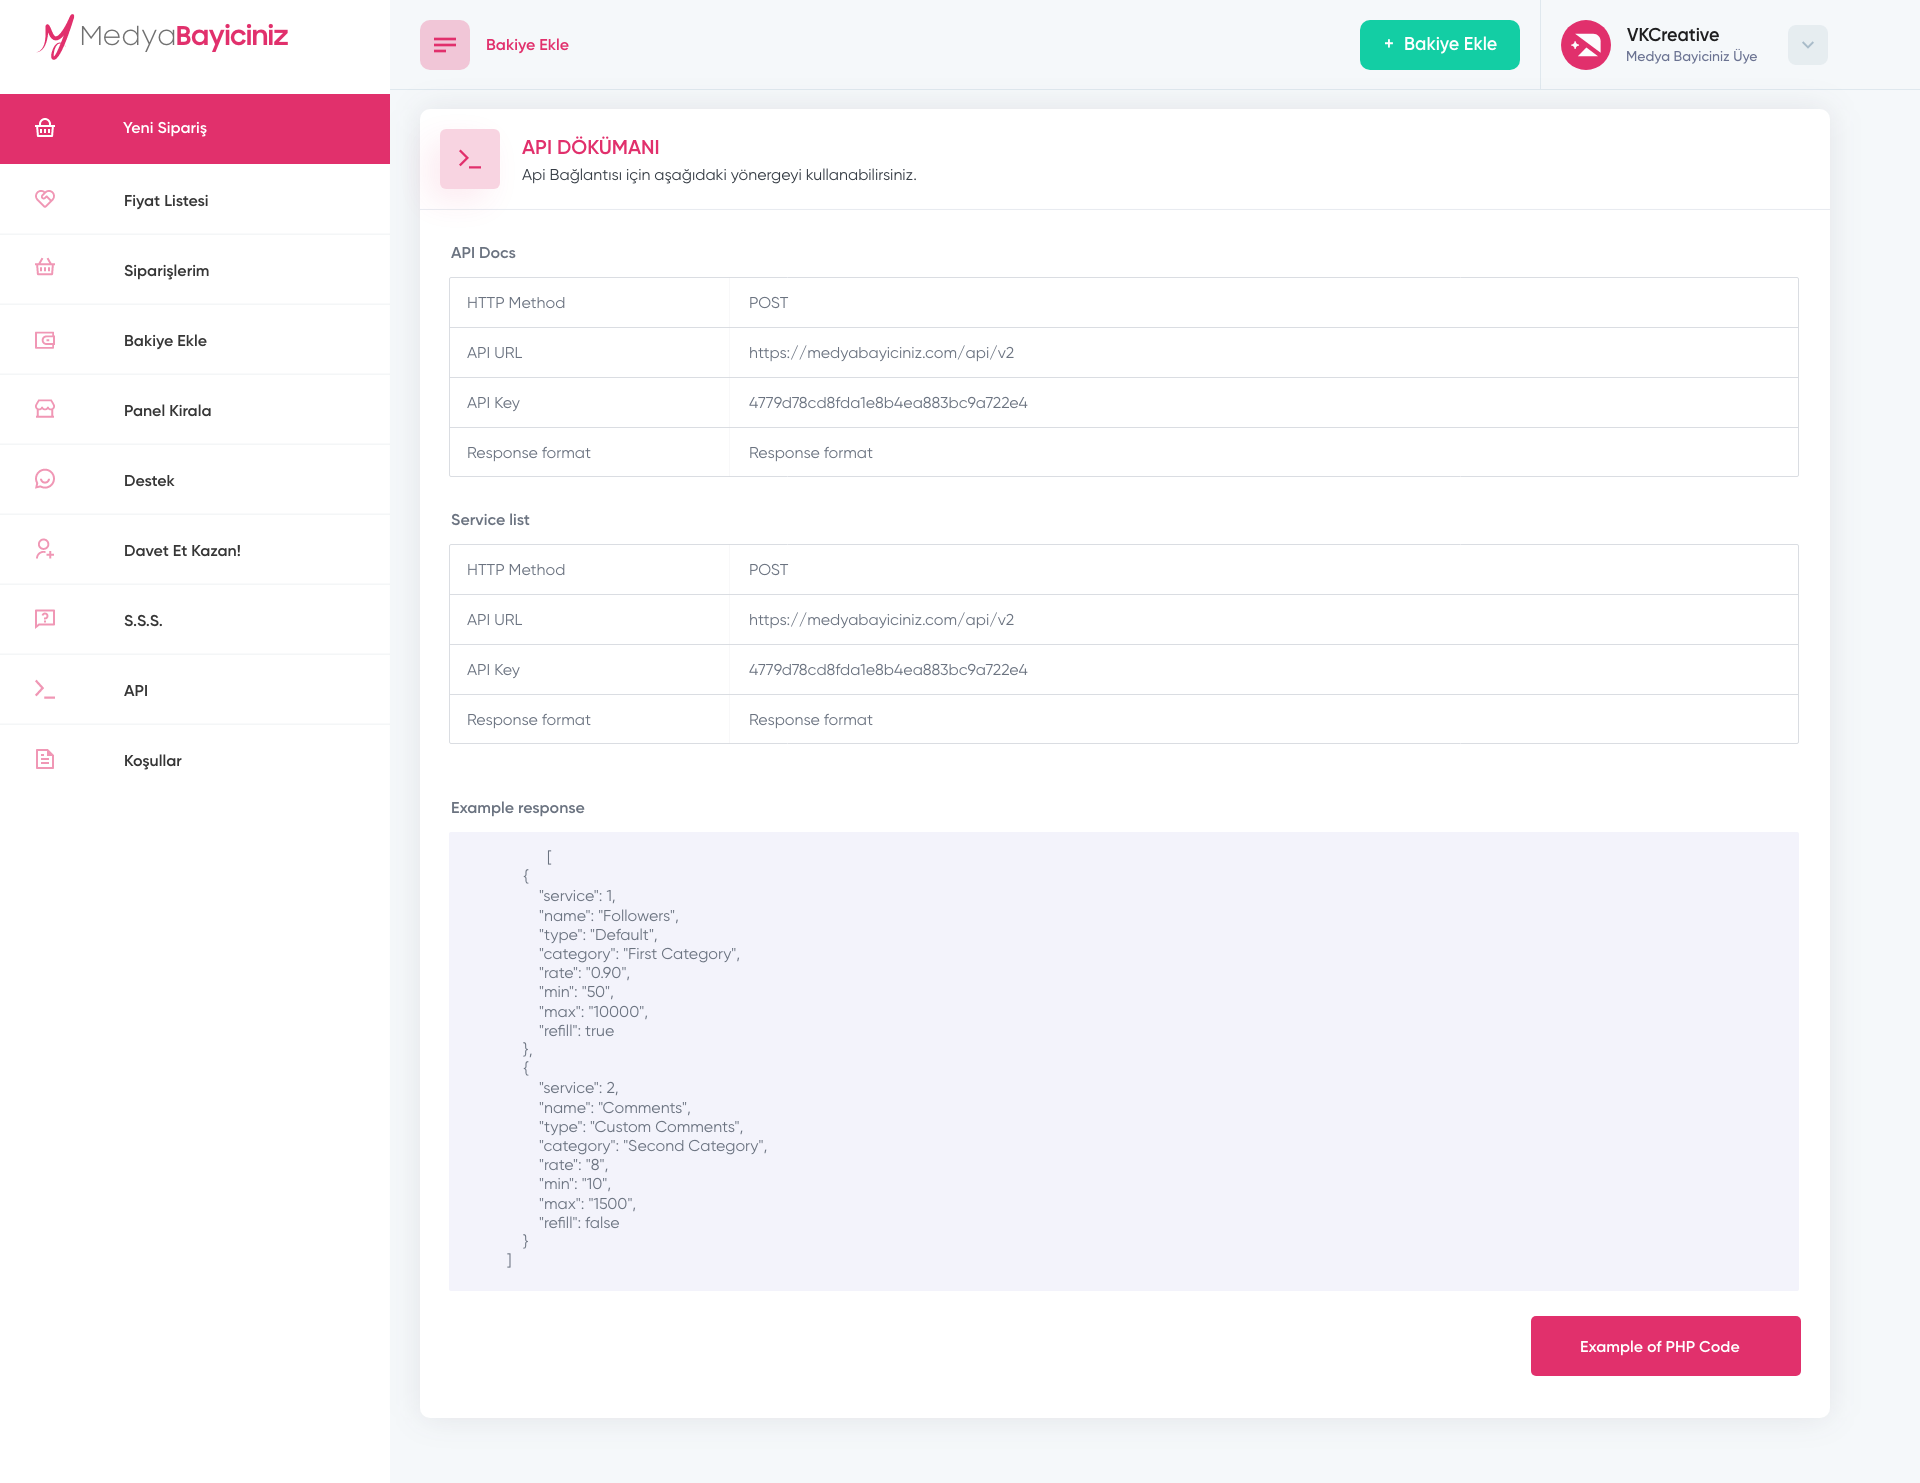 MedyaBayiciniz
Bakiye Ekle
+ Bakiye Ekle
VKCreative
Medya Bayiciniz Üye
Yeni Sipariş
Fiyat Listesi
Siparişlerim
Bakiye Ekle
Panel Kirala
Destek
Davet Et Kazan!
S.S.S.
API
Koşullar
API DÖKÜMANI
Api Bağlantısı için aşağıdaki yönergeyi kullanabilirsiniz.
API Docs
HTTP Method POST
API URL https://medyabayiciniz.com/api/v2
API Key 4779d78cd8fda1e8b4ea883bc9a722e4
Response format Response format
Service list
HTTP Method POST
API URL https://medyabayiciniz.com/api/v2
API Key 4779d78cd8fda1e8b4ea883bc9a722e4
Response format Response format
Example response
[
{
"service": 1,
"name": "Followers",
"type": "Default",
"category": "First Category",
"rate": "0.90",
"min": "50",
"max": "10000",
"refill": true
},
{
"service": 2,
"name": "Comments",
"type": "Custom Comments",
"category": "Second Category",
"rate": "8",
"min": "10",
"max": "1500",
"refill": false
}
]
Example of PHP Code